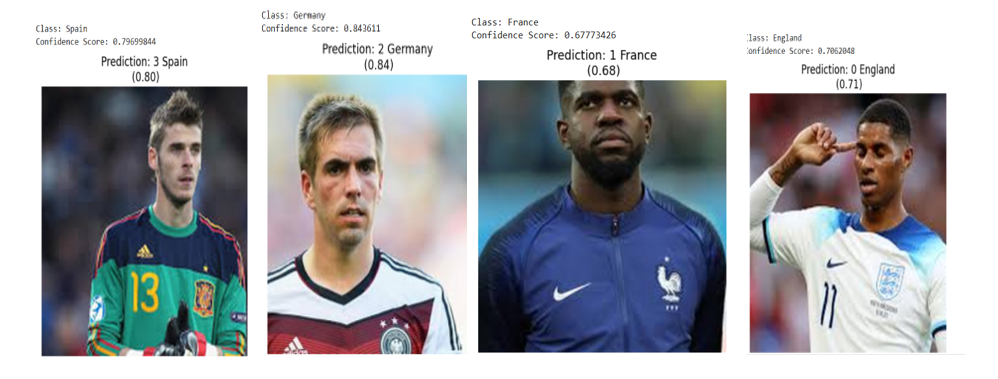 Class: Spain
Confidence Score: 0.79699844
Prediction: 3 Spain
(0.80)
13
Class: Germany
Confidence Score: 0.843611
Prediction: 2 Germany
(0.84)
Class: France
Confidence Score: 0.67773426
Prediction: 1 France
(0.68)
lass: England
onfidence Score: 0.7062048
Prediction: 0 England
(0.71)
11